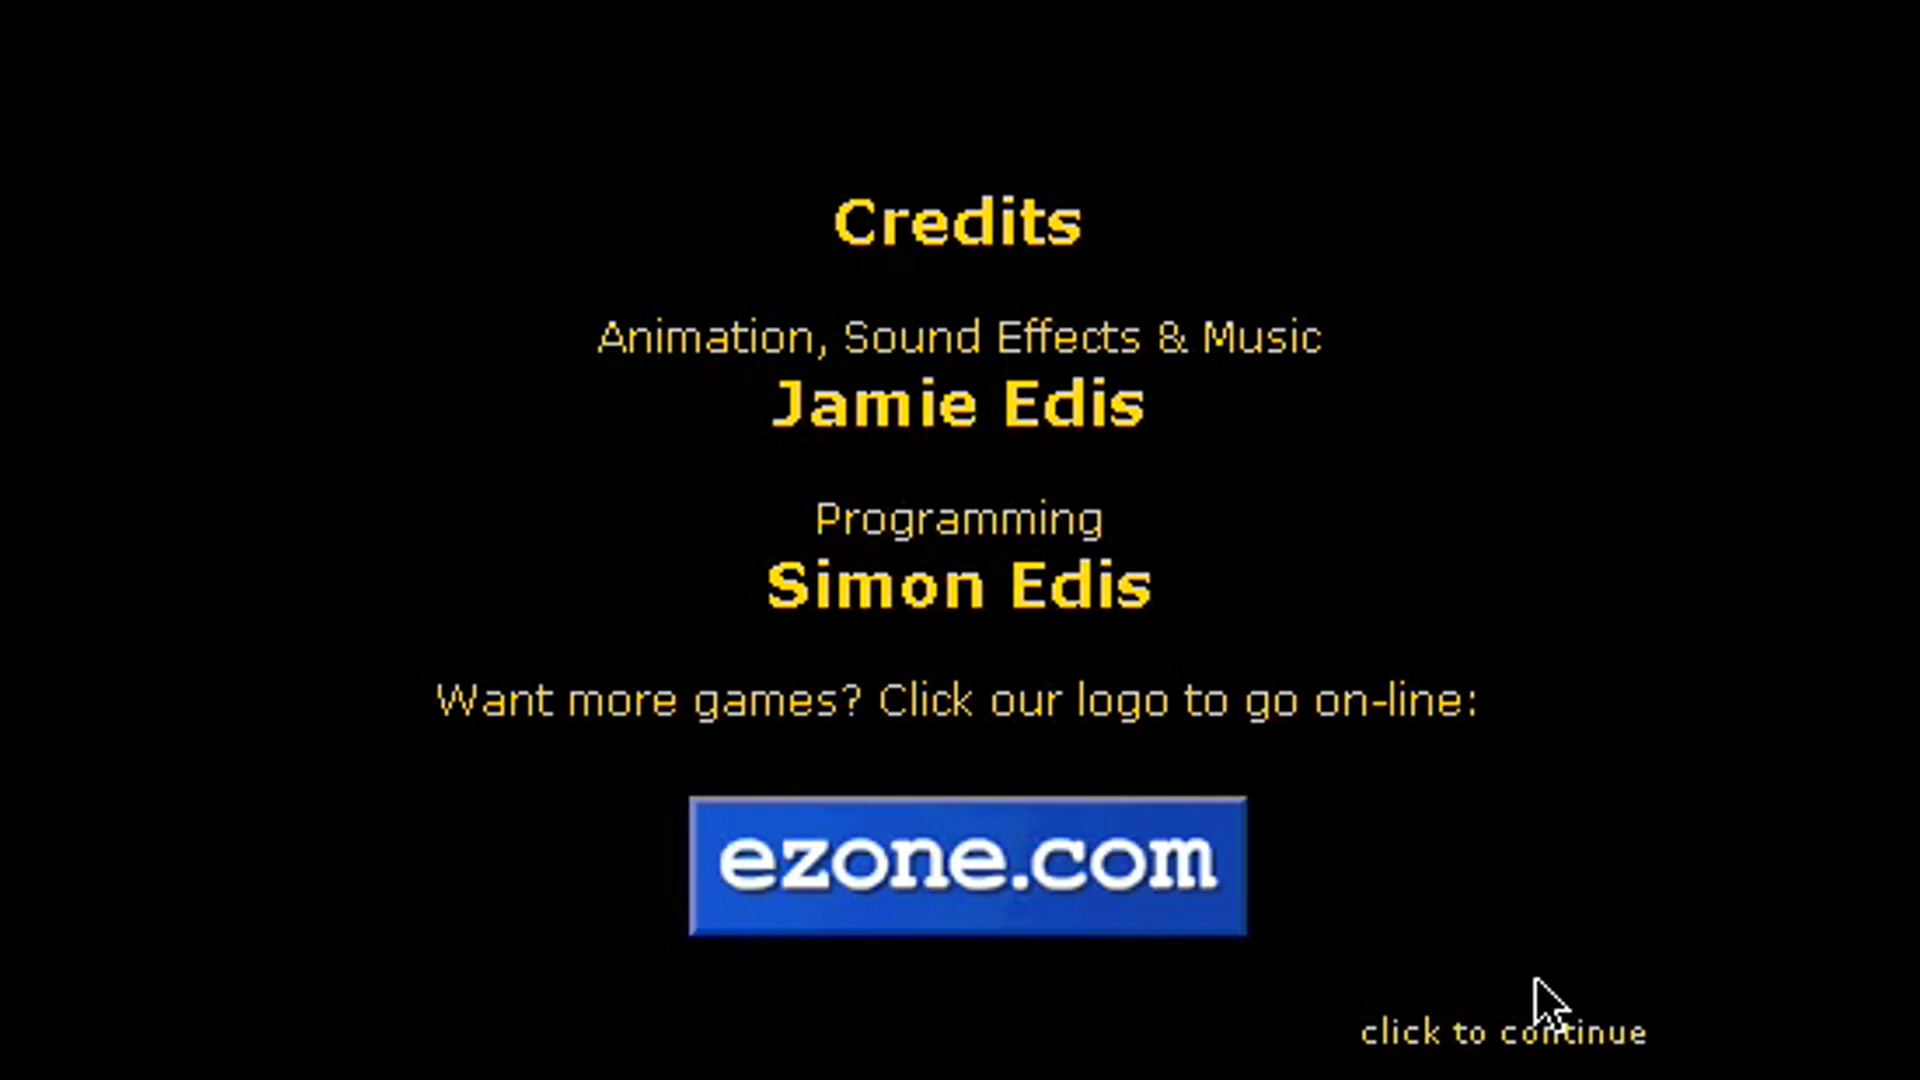 Credits
Animation, Sound Effects & Music
Jamie Edis
Programming
Simon Edis
Want more games? Click our logo to go on-line:
ezone.com
click to continue